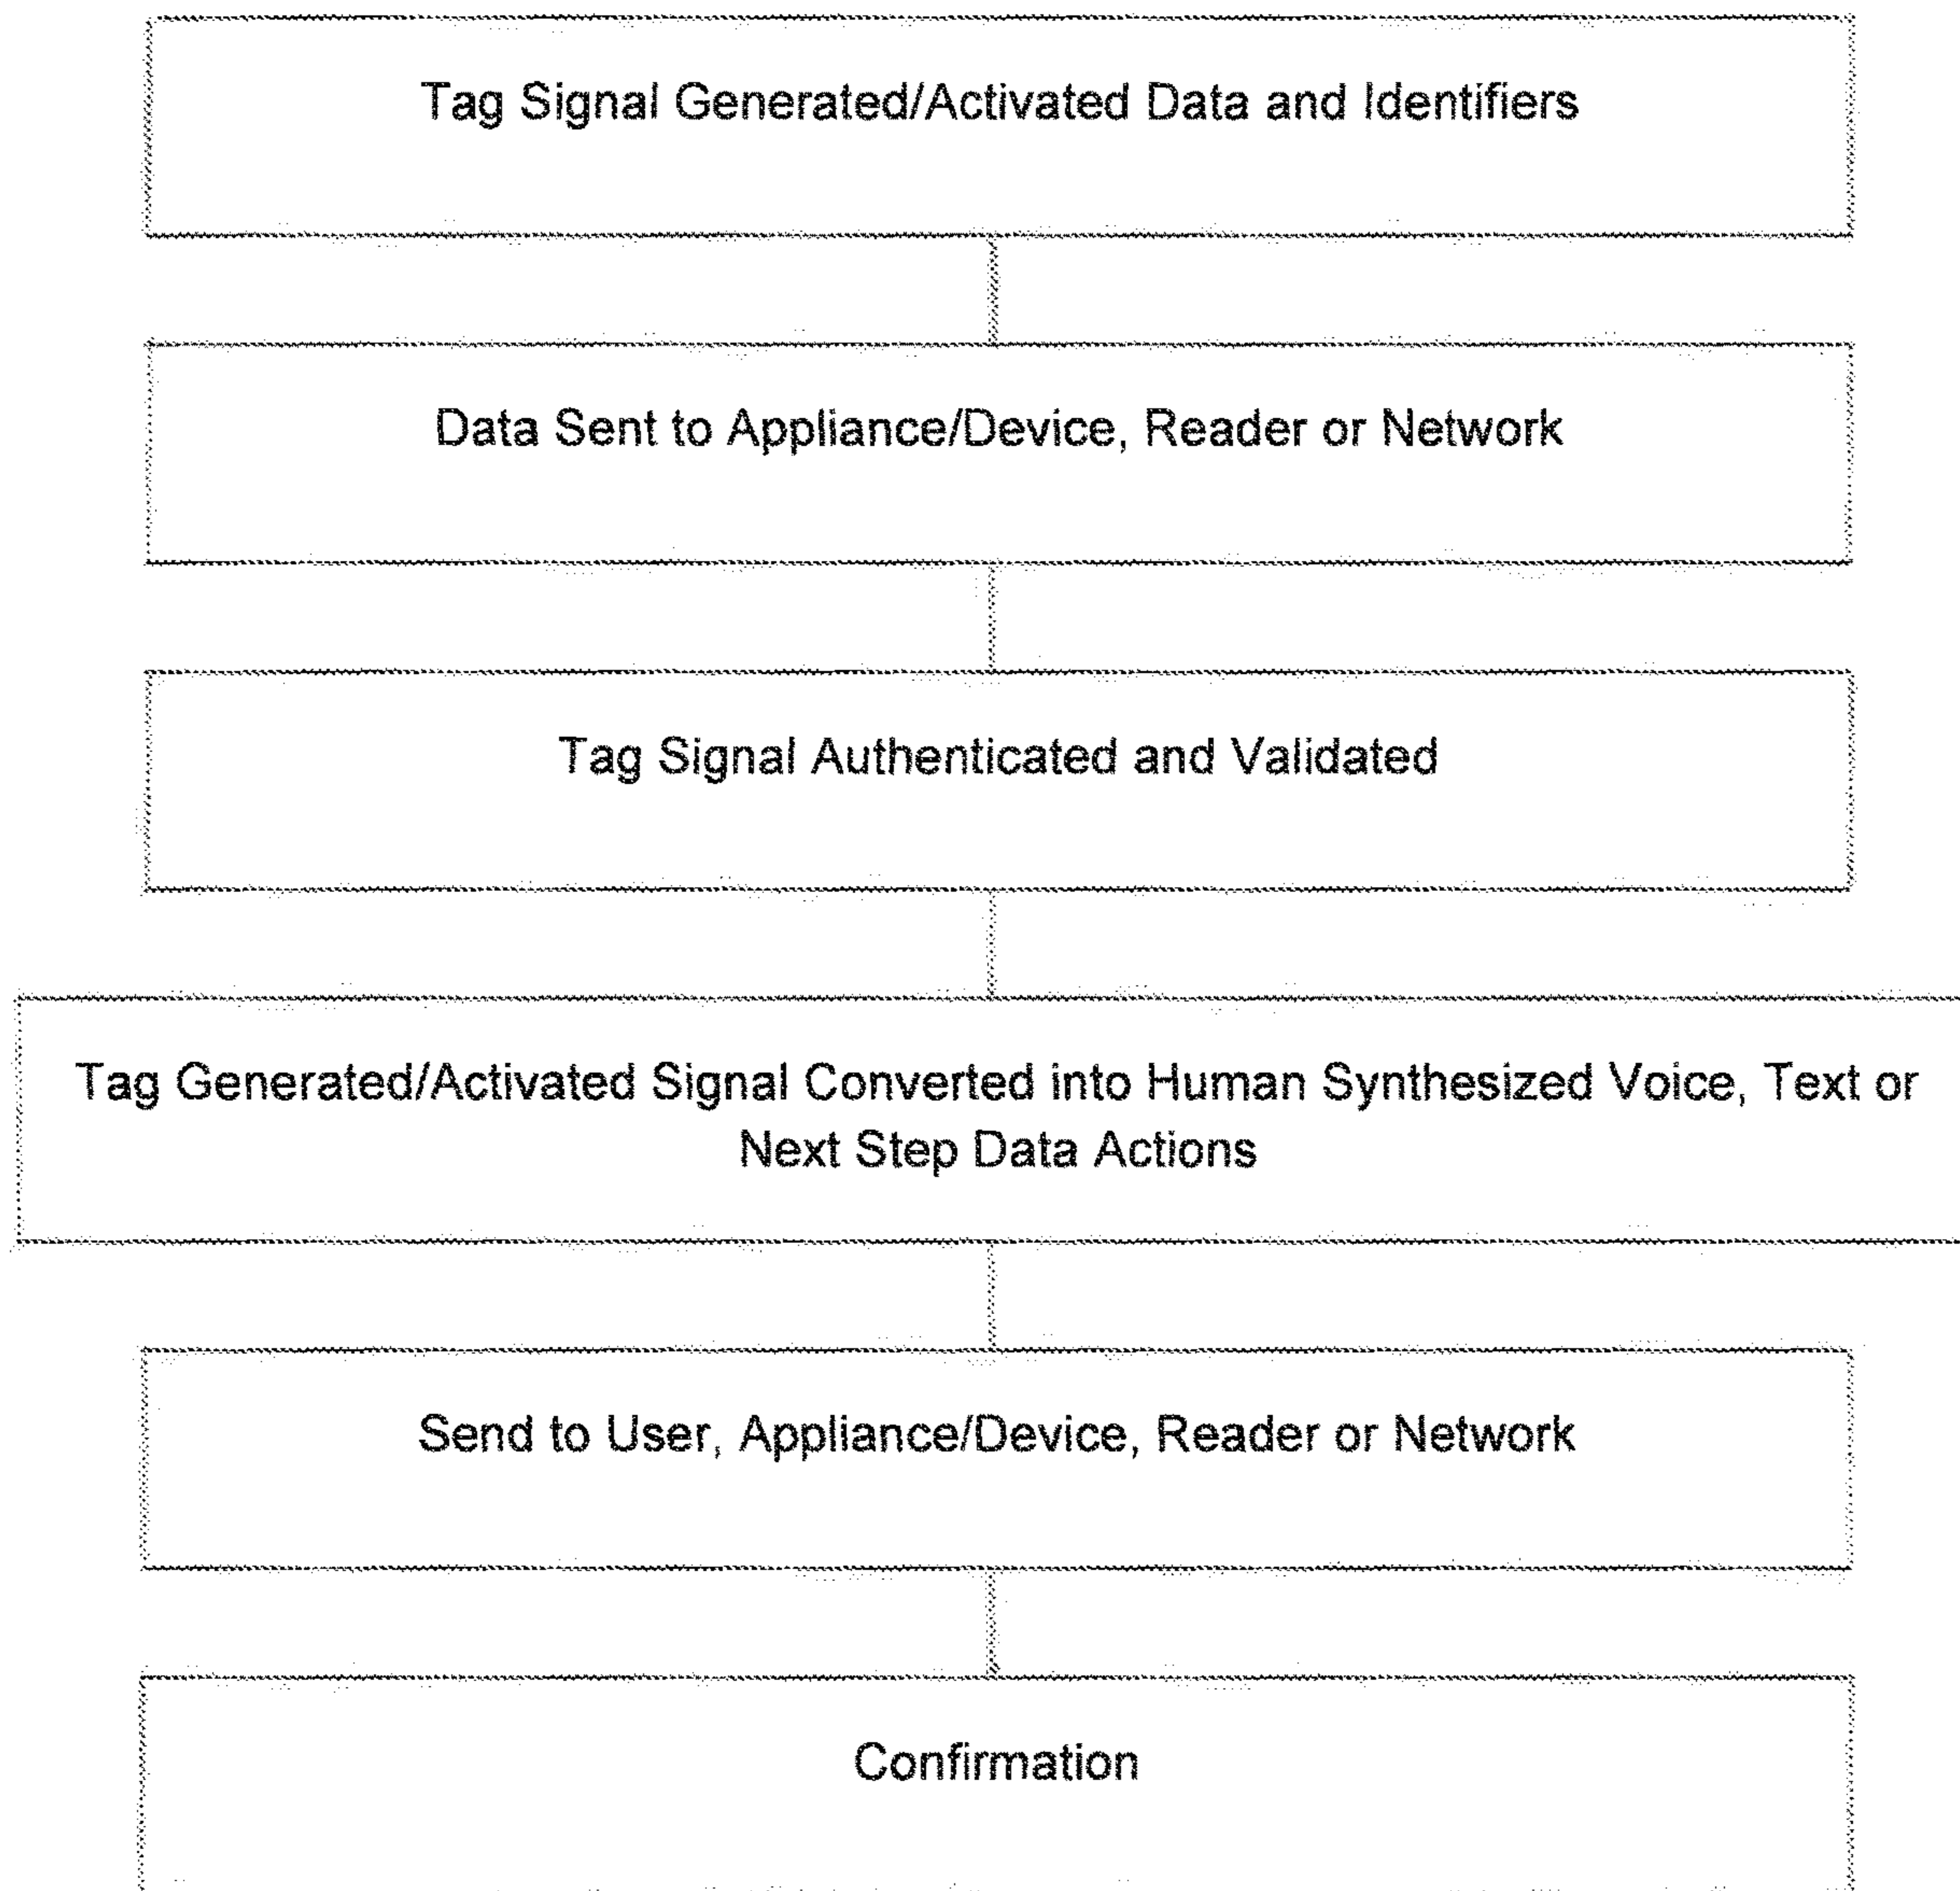 Tag Signal Generated/Activated Data and Identifiers
Data Sent to Appliance/Device, Reader or Network
Tag Signal Authenticated and Validated
Tag Generated/Activated Signal Converted into Human Synthesized Voice, Text or
Next Step Data Actions
Send to User, Appliance/Device, Reader or Network
Confirmation